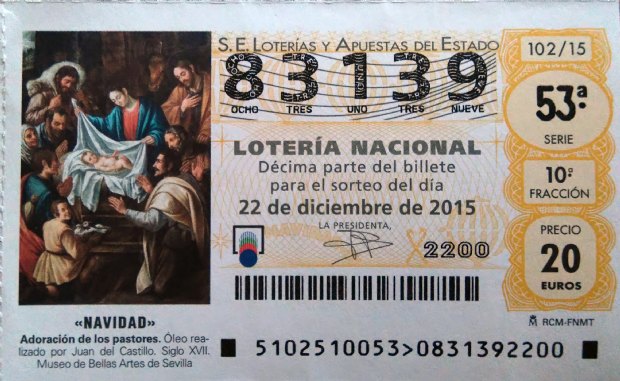 S.E. LOTERÍAS Y APUESTAS DEL ESTADO
83139
OCHO TRES UNO TRES NUEVE
LOTERÍA NACIONAL
Décima parte del billete
para el sorteo del día
22 de diciembre de 2015
LA PRESIDENTA,
2200
102/15
53ª
SERIE
10ª
FRACCIÓN
PRECIO
20
EUROS
RCM-FNMT
«NAVIDAD»
Adoración de los pastores. Óleo rea-
lizado por Juan del Castillo. Siglo XVII.
Museo de Bellas Artes de Sevilla
5102510053>0831392200